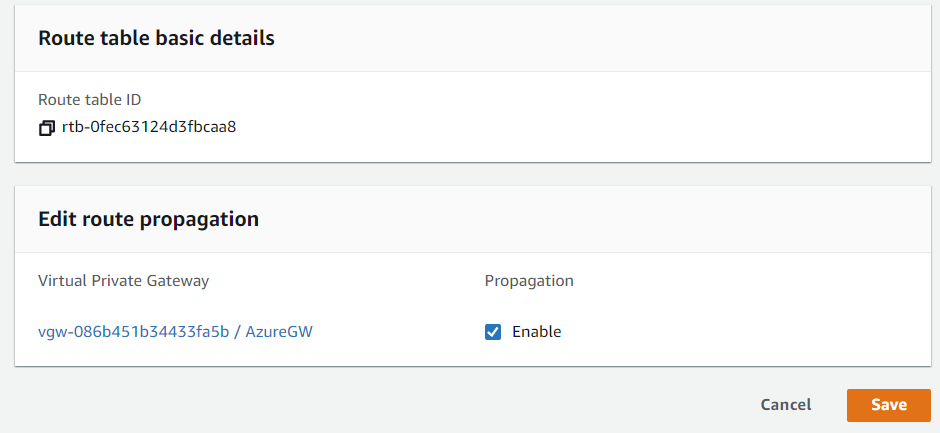 Route table basic details
Route table ID
rtb-0fec63124d3fbcaa8
Edit route propagation
Virtual Private Gateway
Propagation
vgw-086b451b34433fa5b / AzureGW
Enable
Cancel
Save